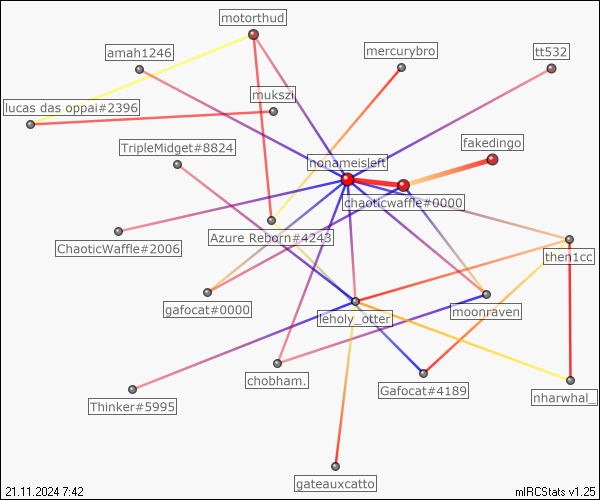 motorthud
amah1246
mercurybro
tt532
mukszi
lucas das oppai#2396
TripleMidget#8824
fakedingo
nonameisleft
chaoticwaffle#0000
Azure Reborn#4243
ChaoticWaffle#2006
then1cc
gafocat#0000
leholy_otter
moonraven
chobham.
Gafocat#4189
nharwhal_
Thinker#5995
gateauxcatto
21.11.2024 7:42
mIRCStats v1.25